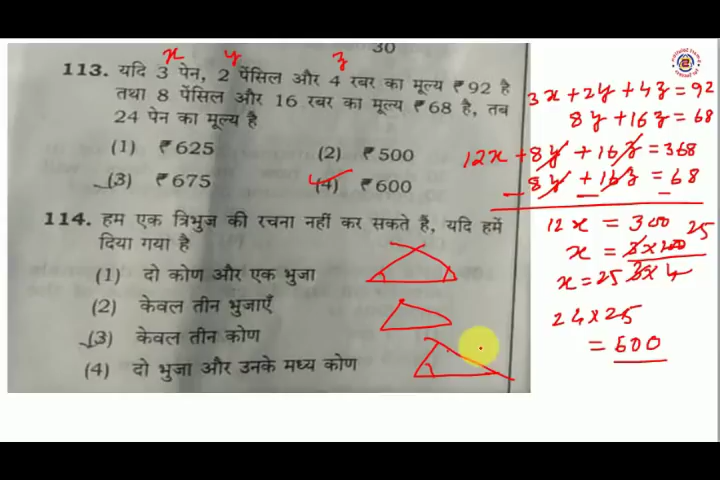 30
x y z
113. यदि 3 पेन, 2 पेंसिल और 4 रबर का मूल्य ₹92 है
तथा 8 पेंसिल और 16 रबर का मूल्य ₹68 है, तब
24 पेन का मूल्य है
(1) ₹625 (2) ₹500
(3) ₹675 (4) ₹600
114. हम एक त्रिभुज की रचना नहीं कर सकते हैं, यदि हमें
दिया गया है
(1) दो कोण और एक भुजा
(2) केवल तीन भुजाएँ
(3) केवल तीन कोण
(4) दो भुजा और उनके मध्य कोण
3x + 2y + 4z = 92
8y + 16z = 68
12x + 8y + 16z = 368
- 8y + 16z = 68
12x = 300
x = 25
24 x 25
= 600